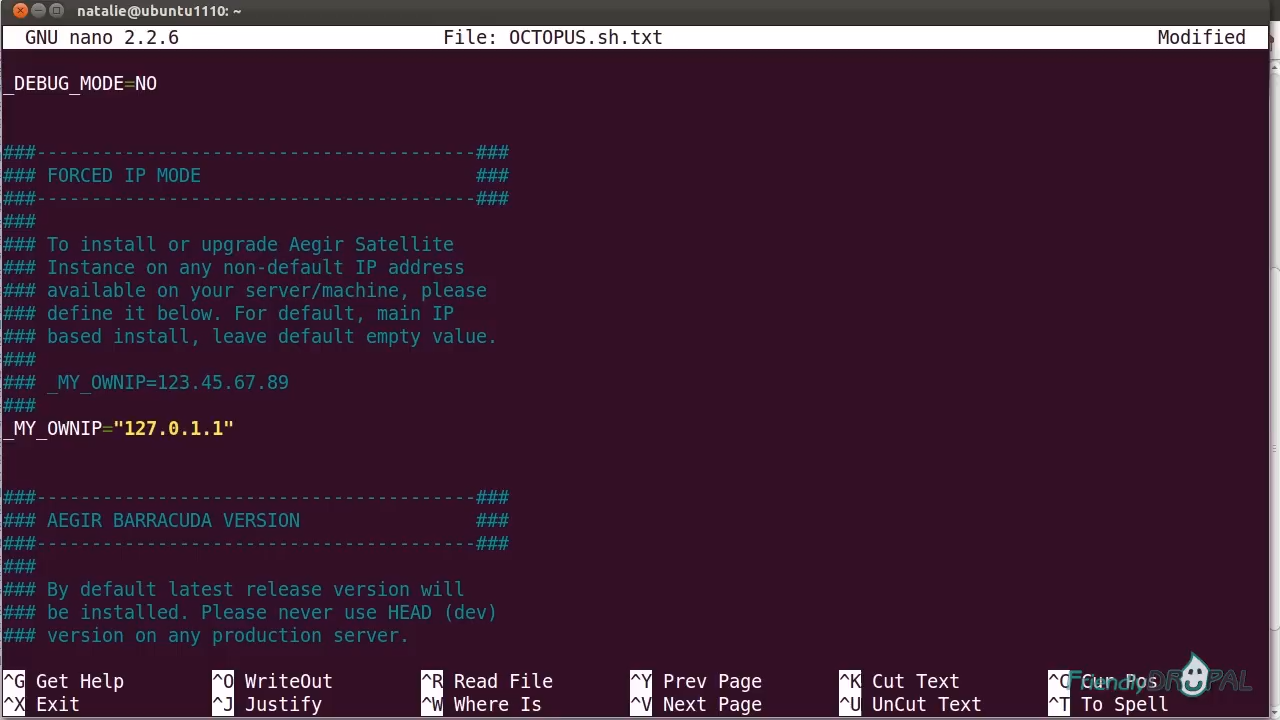 natalie@ubuntu1110: ~
GNU nano 2.2.6 File: OCTOPUS.sh.txt Modified
_DEBUG_MODE=NO
###----------------------------------------###
### FORCED IP MODE ###
###----------------------------------------###
###
### To install or upgrade Aegir Satellite
### Instance on any non-default IP address
### available on your server/machine, please
### define it below. For default, main IP
### based install, leave default empty value.
###
### _MY_OWNIP=123.45.67.89
###
_MY_OWNIP="127.0.1.1"
###----------------------------------------###
### AEGIR BARRACUDA VERSION ###
###----------------------------------------###
###
### By default latest release version will
### be installed. Please never use HEAD (dev)
### version on any production server.
^G Get Help ^O WriteOut ^R Read File ^Y Prev Page ^K Cut Text ^C Cur Pos
^X Exit ^J Justify ^W Where Is ^V Next Page ^U UnCut Text ^T To Spell
FriendlyDROPAL